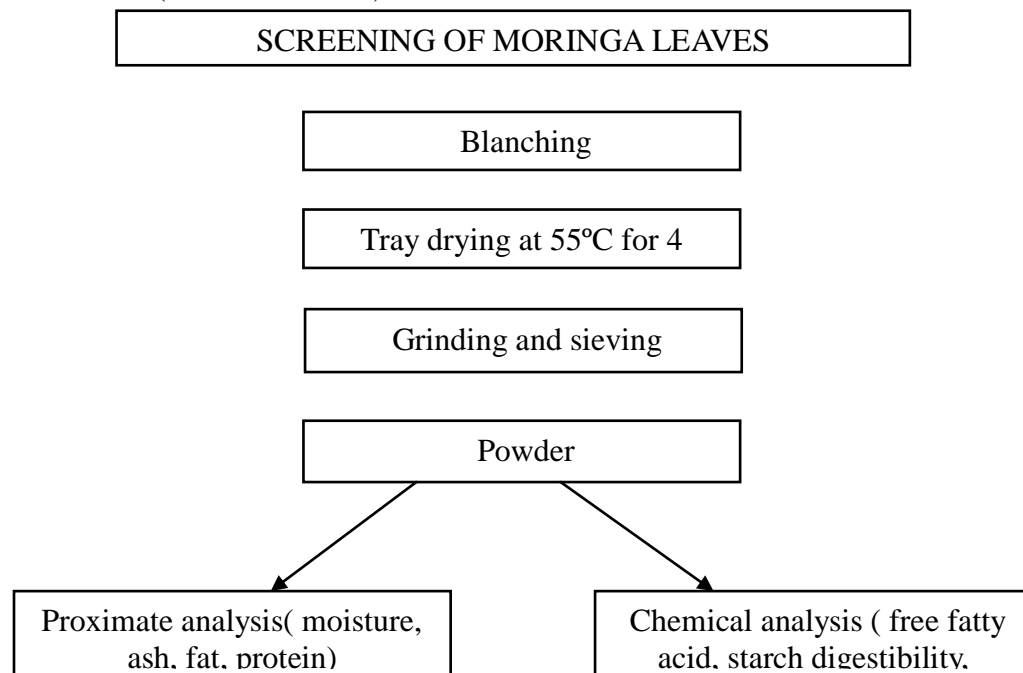 SCREENING OF MORINGA LEAVES
Blanching
Tray drying at 55ºC for 4
Grinding and sieving
Powder
Proximate analysis( moisture,
ash, fat, protein)
Chemical analysis ( free fatty
acid, starch digestibility,